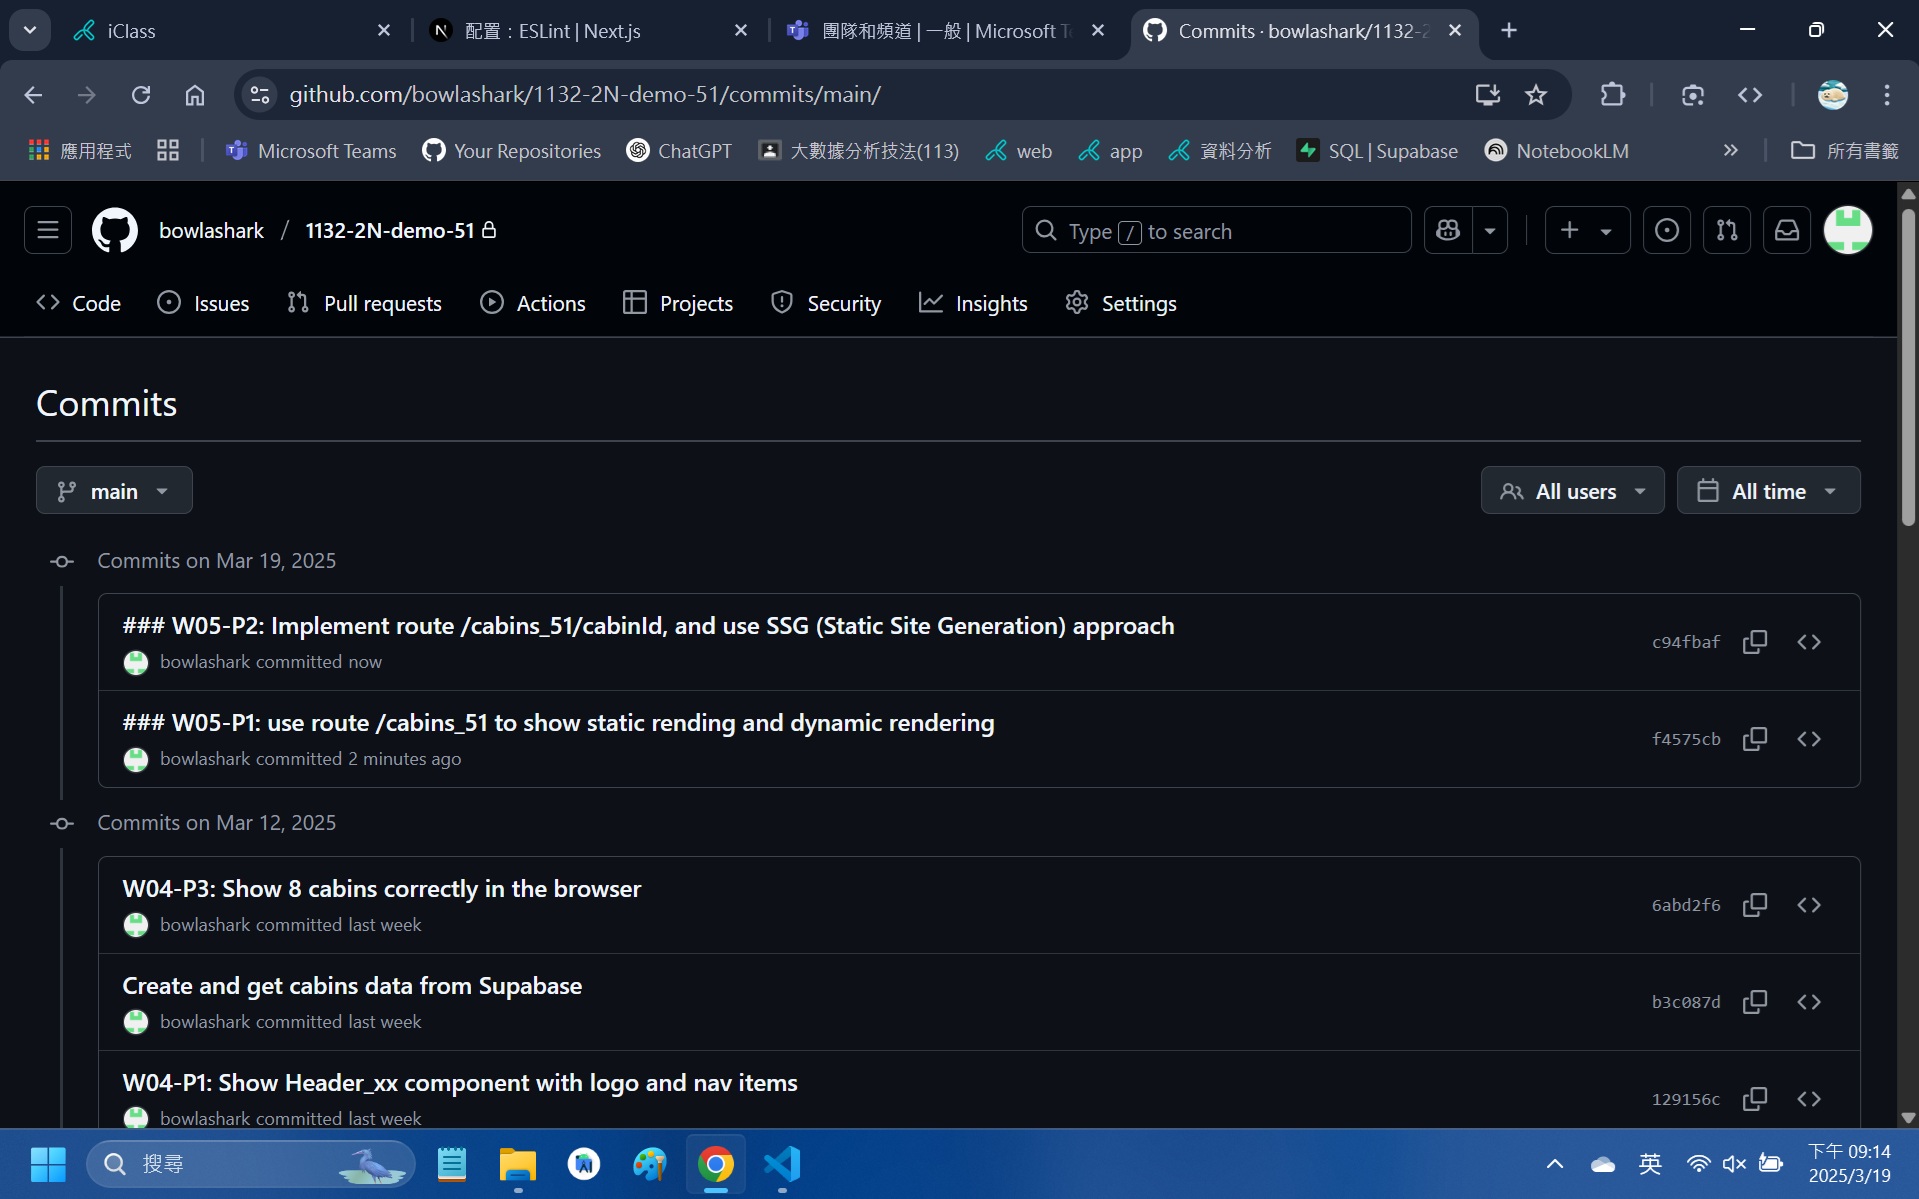 iClass
配置：ESLint | Next.js
團隊和頻道 | 一般 | Microsoft Te
Commits · bowlashark/1132-2
github.com/bowlashark/1132-2N-demo-51/commits/main/
應用程式
Microsoft Teams
Your Repositories
ChatGPT
大數據分析技法(113)
web
app
資料分析
SQL | Supabase
NotebookLM
所有書籤
bowlashark / 1132-2N-demo-51
Type / to search
Code
Issues
Pull requests
Actions
Projects
Security
Insights
Settings
Commits
main
All users
All time
Commits on Mar 19, 2025
### W05-P2: Implement route /cabins_51/cabinId, and use SSG (Static Site Generation) approach
bowlashark committed now
c94fbaf
### W05-P1: use route /cabins_51 to show static rending and dynamic rendering
bowlashark committed 2 minutes ago
f4575cb
Commits on Mar 12, 2025
W04-P3: Show 8 cabins correctly in the browser
bowlashark committed last week
6abd2f6
Create and get cabins data from Supabase
bowlashark committed last week
b3c087d
W04-P1: Show Header_xx component with logo and nav items
bowlashark committed last week
129156c
搜尋
英
下午 09:14
2025/3/19